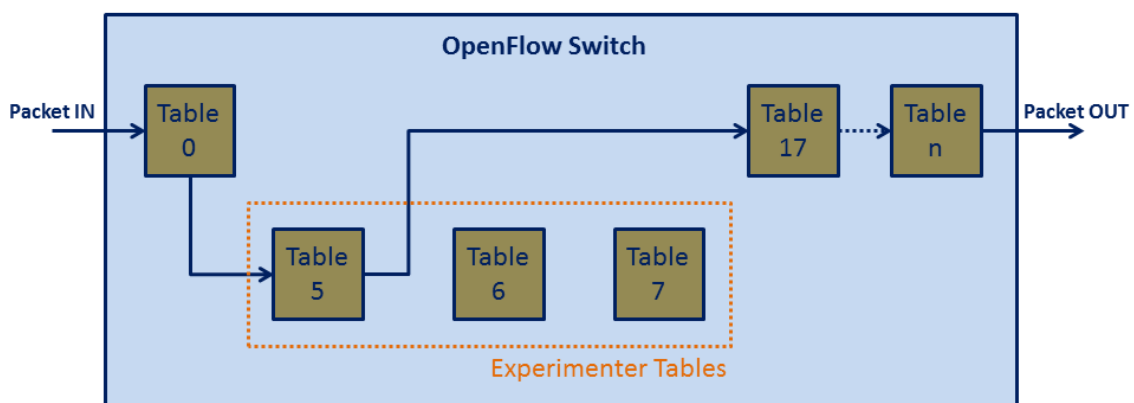 OpenFlow Switch
Packet IN
Table
0
Table
17
Table
n
Packet OUT
Table
5
Table
6
Table
7
Experimenter Tables